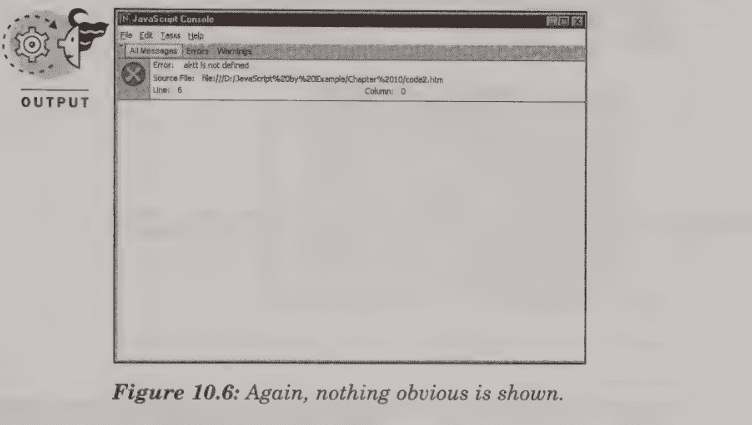 JavaScript Console
File Edit Tasks Help
All Messages Errors Warnings
Error: alrtt is not defined
Source File: file:///D:/JavaScript%20by%20Example/Chapter%2010/code2.htm
Line: 6 Column: 0
OUTPUT
Figure 10.6: Again, nothing obvious is shown.